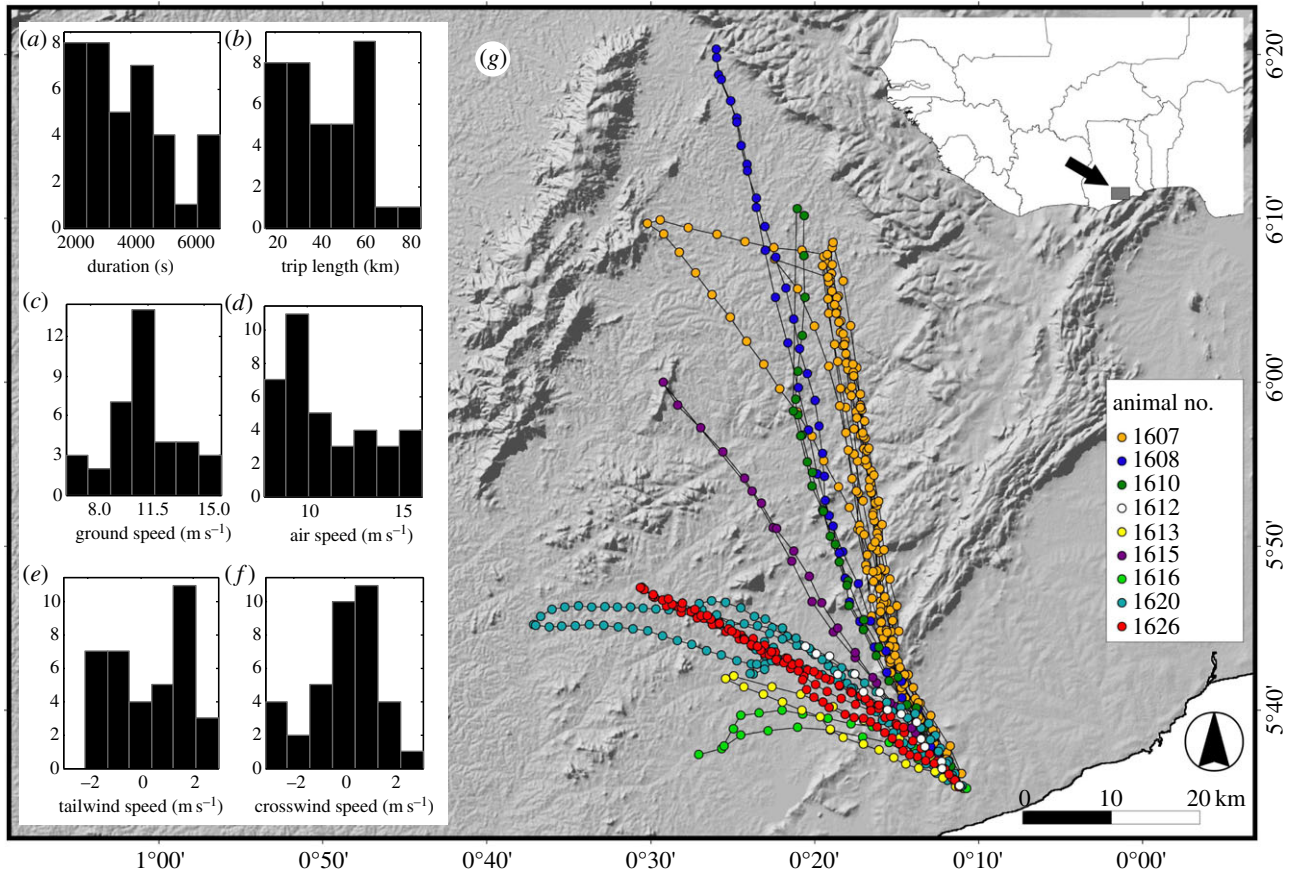 (a)
8
6
4
2
0
2000 4000 6000
duration (s)
(b)
8
6
4
2
0
20 40 60 80
trip length (km)
(c)
12
9
6
3
0
8.0 11.5 15.0
ground speed (m s⁻¹)
(d)
10
8
6
4
2
0
10 15
air speed (m s⁻¹)
(e)
10
8
6
4
2
0
−2 0 2
tailwind speed (m s⁻¹)
(f)
10
8
6
4
2
0
−2 0 2
crosswind speed (m s⁻¹)
(g)
animal no.
1607
1608
1610
1612
1613
1615
1616
1620
1626
0 10 20 km
6°20'
6°10'
6°00'
5°50'
5°40'
1°00' 0°50' 0°40' 0°30' 0°20' 0°10' 0°00'